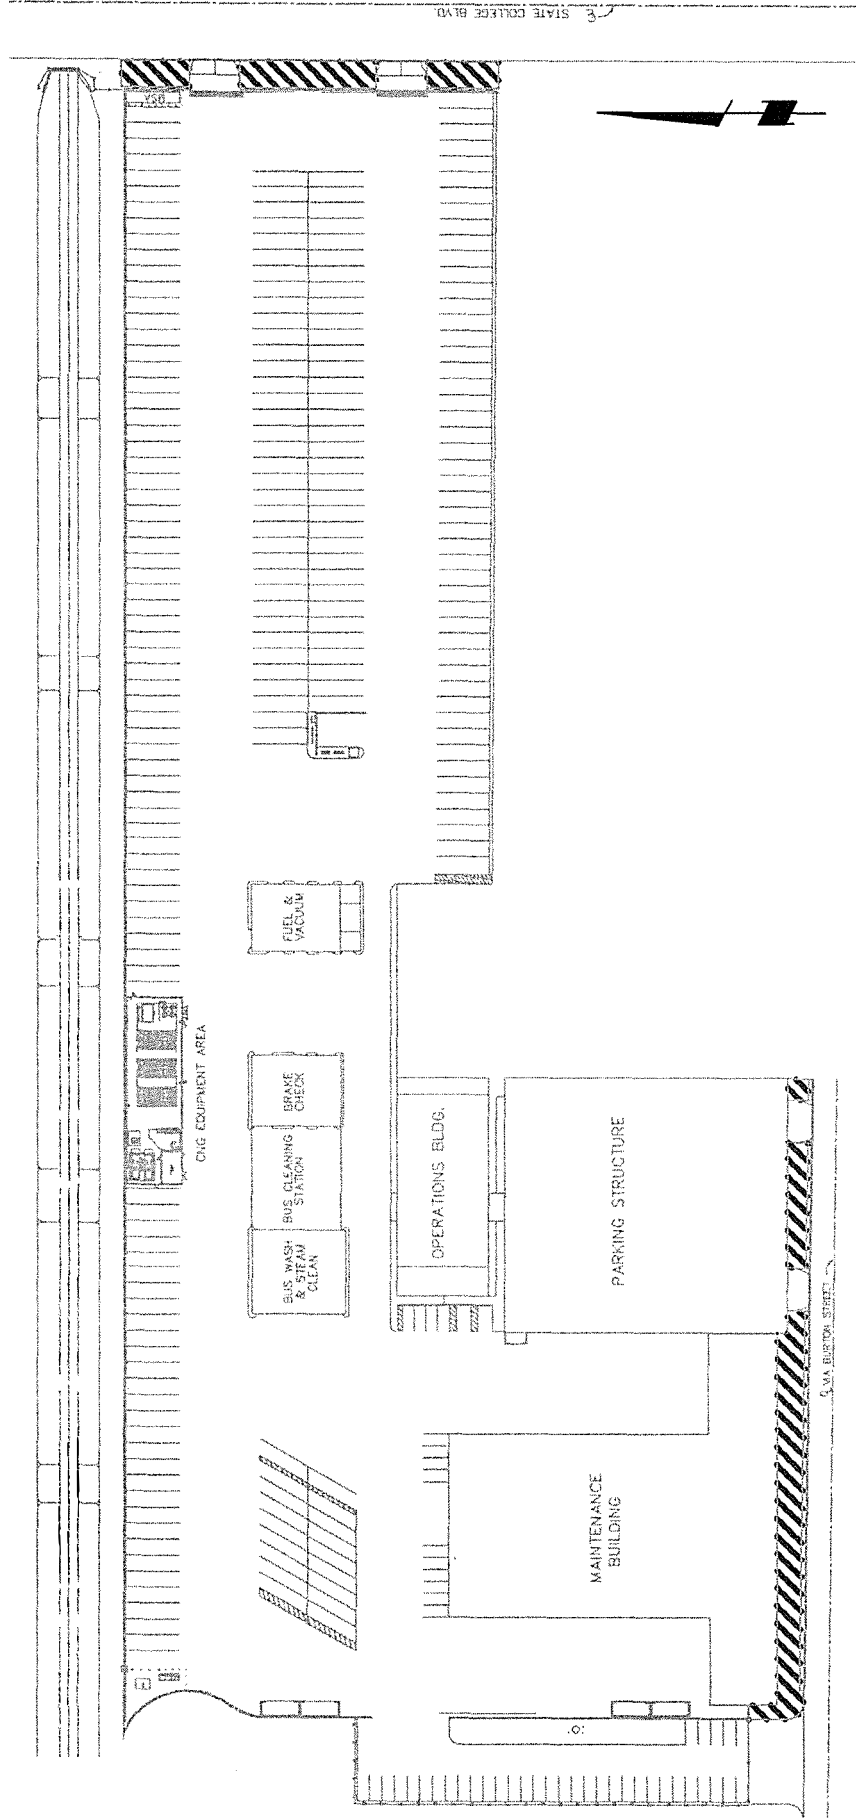 STATE COLLEGE BLVD.
FUEL &
VACUUM
CNG EQUIPMENT AREA
BRAKE
CHECK
BUS CLEANING
STATION
BUS WASH
& STEAM
CLEAN
OPERATIONS BLDG.
PARKING STRUCTURE
VIA BURTON STREET
MAINTENANCE
BUILDING